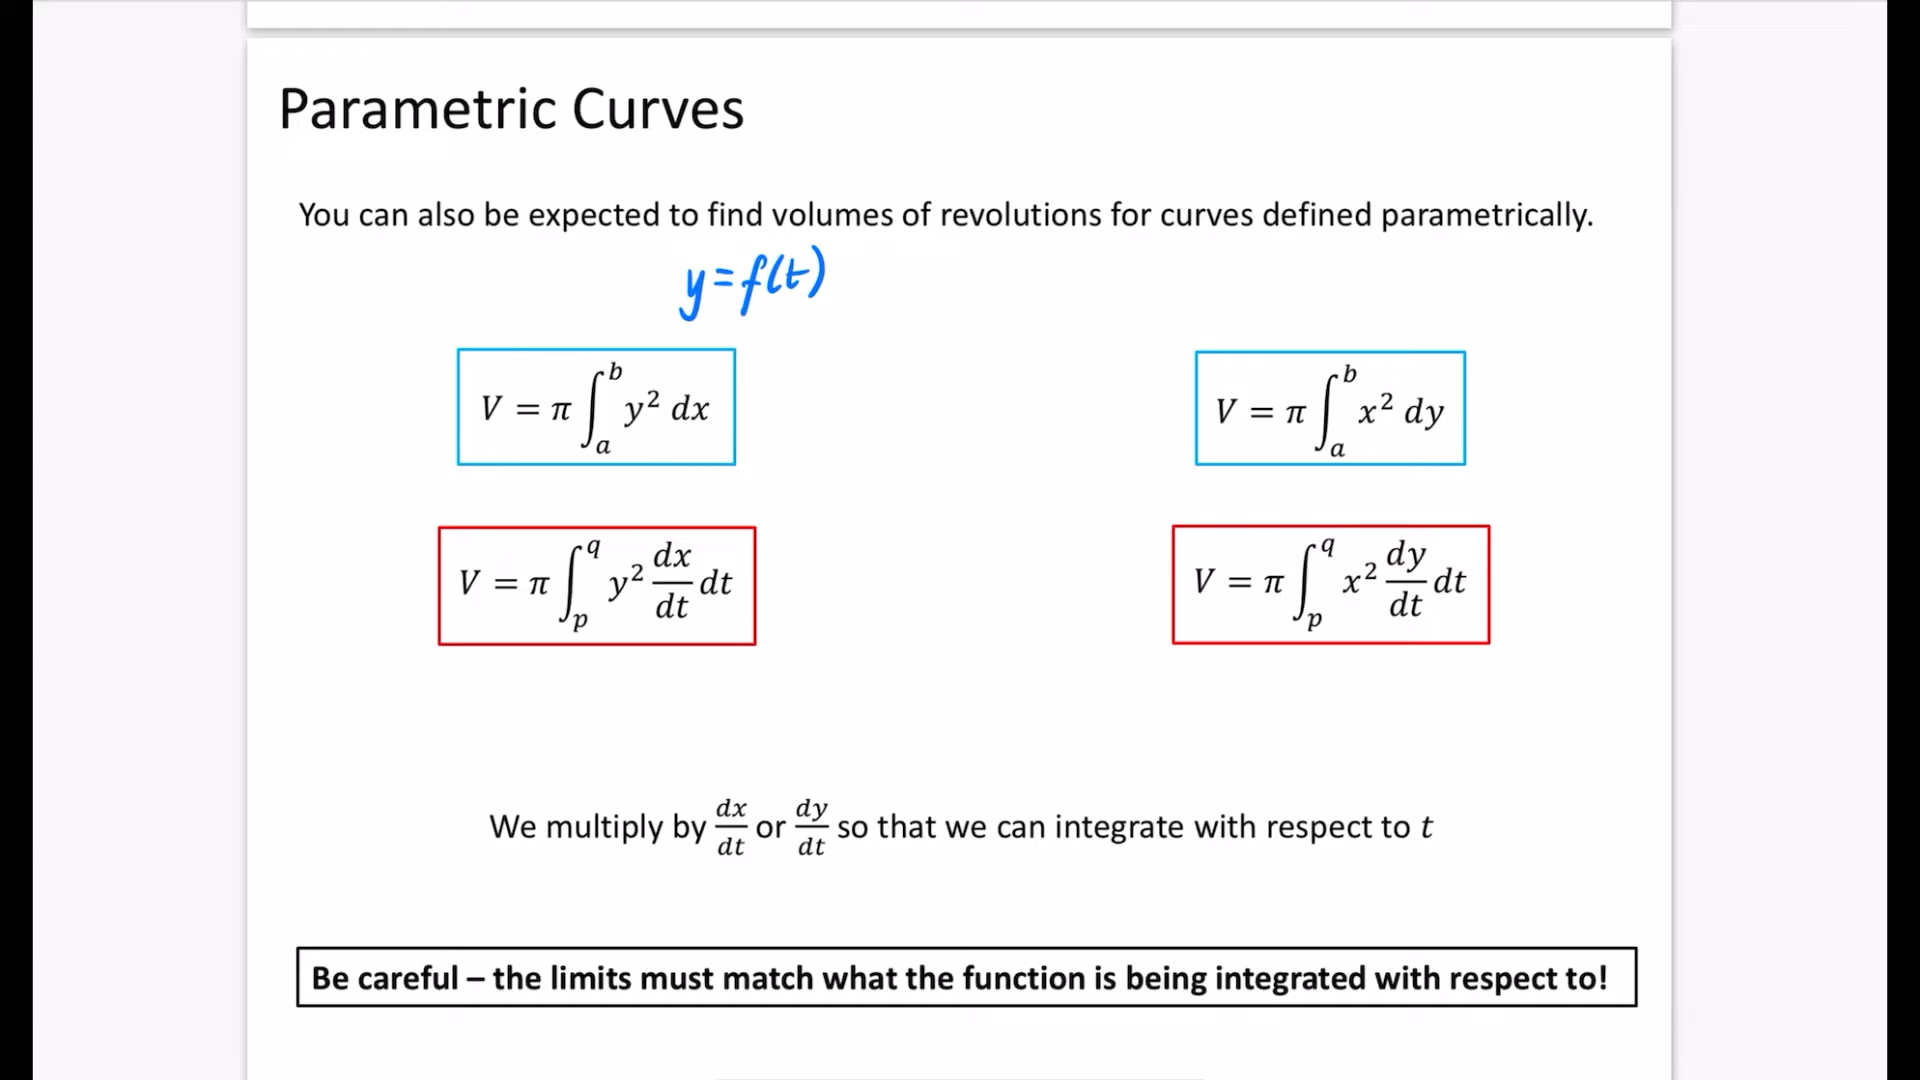 Parametric Curves
You can also be expected to find volumes of revolutions for curves defined parametrically.
y=f(t)
V = π ∫_a^b y² dx
V = π ∫_a^b x² dy
V = π ∫_p^q y² dx/dt dt
V = π ∫_p^q x² dy/dt dt
We multiply by dx/dt or dy/dt so that we can integrate with respect to t
Be careful – the limits must match what the function is being integrated with respect to!